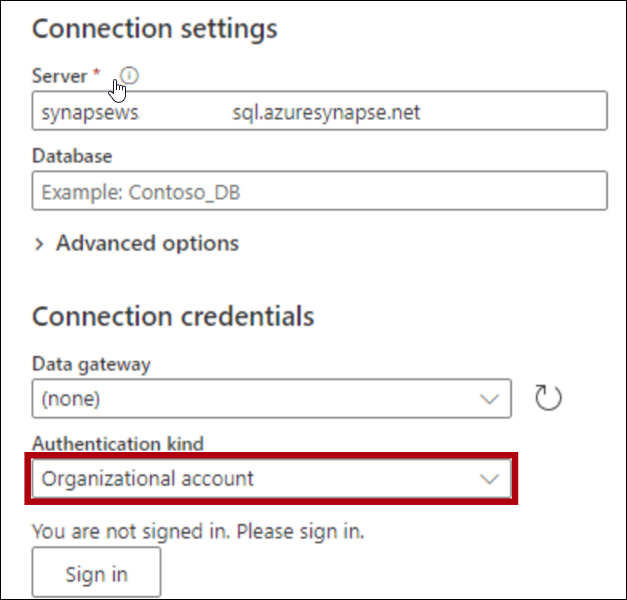 Connection settings
Server *
synapsews sql.azuresynapse.net
Database
Example: Contoso_DB
Advanced options
Connection credentials
Data gateway
(none)
Authentication kind
Organizational account
You are not signed in. Please sign in.
Sign in